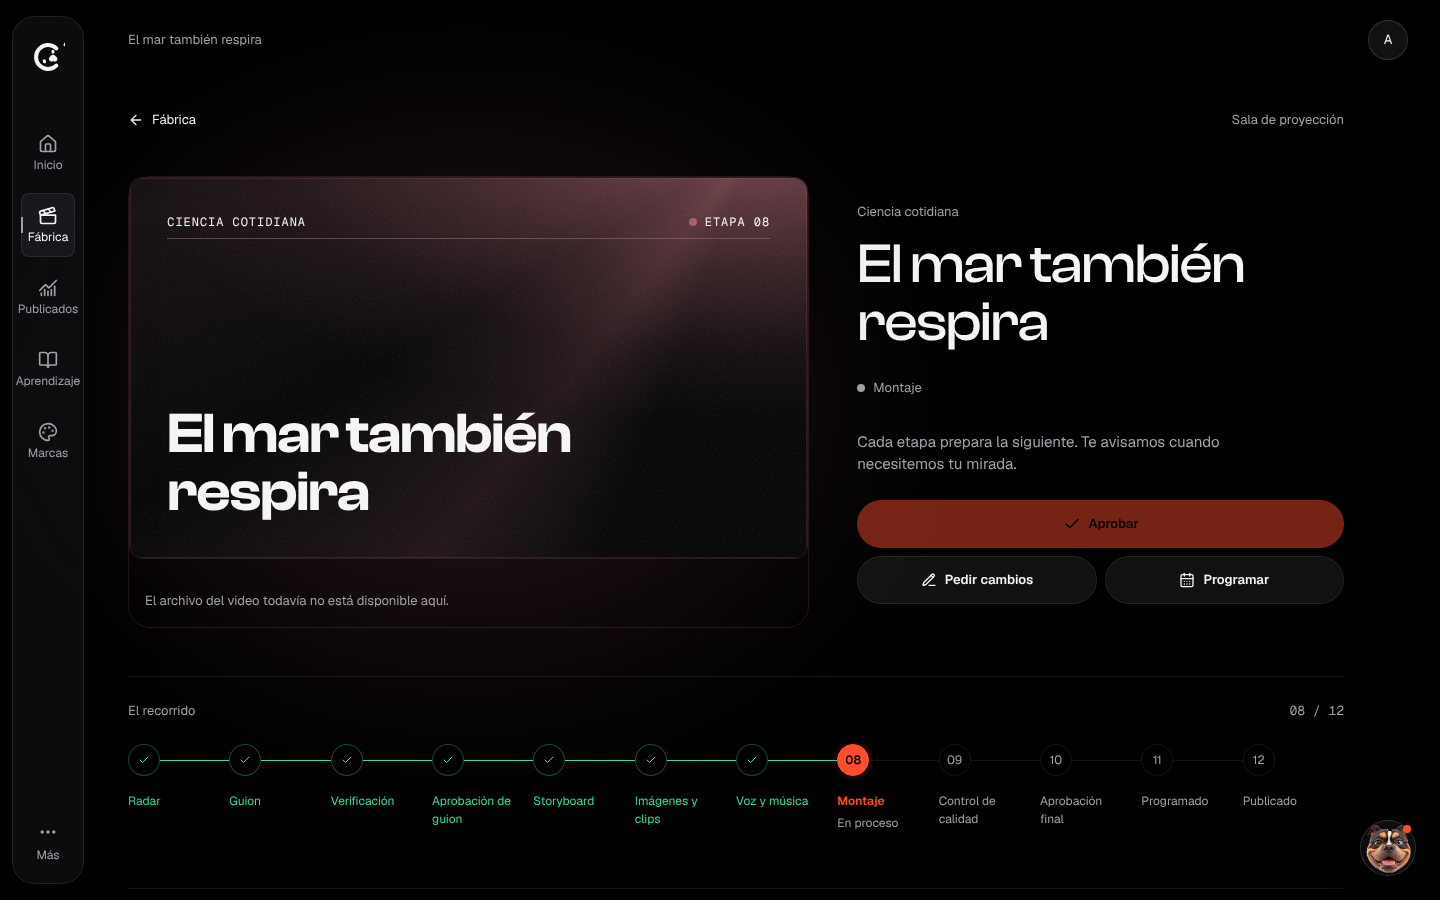 El mar también respira
A
Fábrica
Sala de proyección
Inicio
Fábrica
Publicados
Aprendizaje
Marcas
Más
CIENCIA COTIDIANA
ETAPA 08
El mar también
respira
El archivo del video todavía no está disponible aquí.
Ciencia cotidiana
El mar también
respira
Montaje
Cada etapa prepara la siguiente. Te avisamos cuando
necesitemos tu mirada.
Aprobar
Pedir cambios
Programar
El recorrido
08 / 12
08
09
10
11
12
Radar
Guion
Verificación
Aprobación de
guion
Storyboard
Imágenes y
clips
Voz y música
Montaje
En proceso
Control de
calidad
Aprobación
final
Programado
Publicado